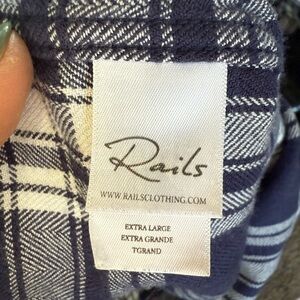 Rails
WWW.RAILSCLOTHING.COM
EXTRA LARGE
EXTRA GRANDE
TGRAND